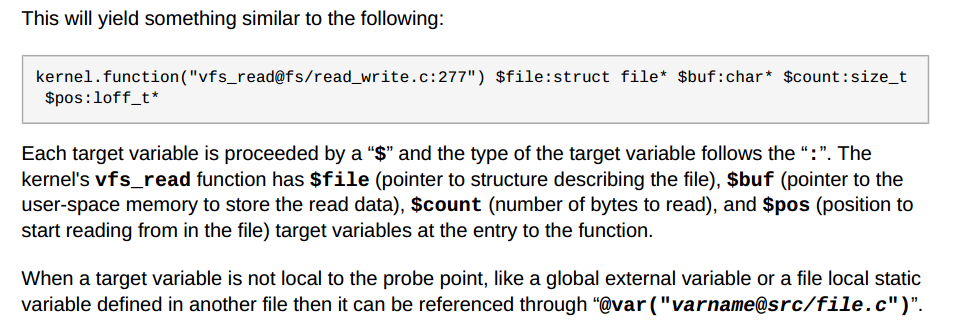 This will yield something similar to the following:
kernel.function("vfs_read@fs/read_write.c:277") $file:struct file* $buf:char* $count:size_t
$pos:loff_t*
Each target variable is proceeded by a “$” and the type of the target variable follows the “:”. The
kernel's vfs_read function has $file (pointer to structure describing the file), $buf (pointer to the
user-space memory to store the read data), $count (number of bytes to read), and $pos (position to
start reading from in the file) target variables at the entry to the function.
When a target variable is not local to the probe point, like a global external variable or a file local static
variable defined in another file then it can be referenced through “@var("varname@src/file.c")”.